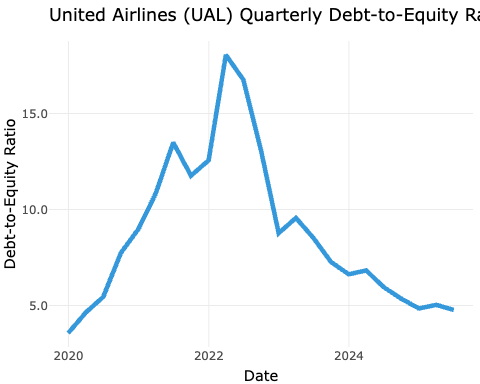 United Airlines (UAL) Quarterly Debt-to-Equity Ra
Debt-to-Equity Ratio
15.0
10.0
5.0
2020
2022
2024
Date